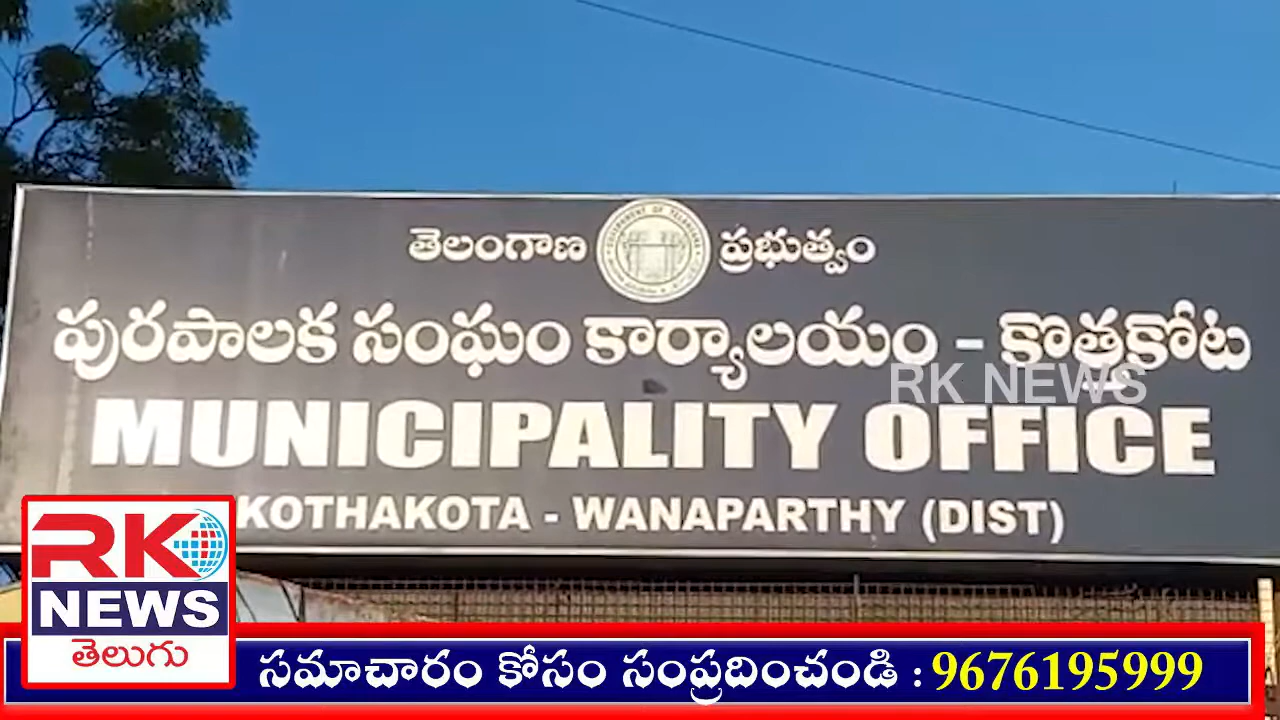 తెలంగాణ ప్రభుత్వం
పురపాలక సంఘం కార్యాలయం - కొత్తకోట
RK NEWS
MUNICIPALITY OFFICE
KOTHAKOTA - WANAPARTHY (DIST)
RK
NEWS
తెలుగు
సమాచారం కోసం సంప్రదించండి : 9676195999